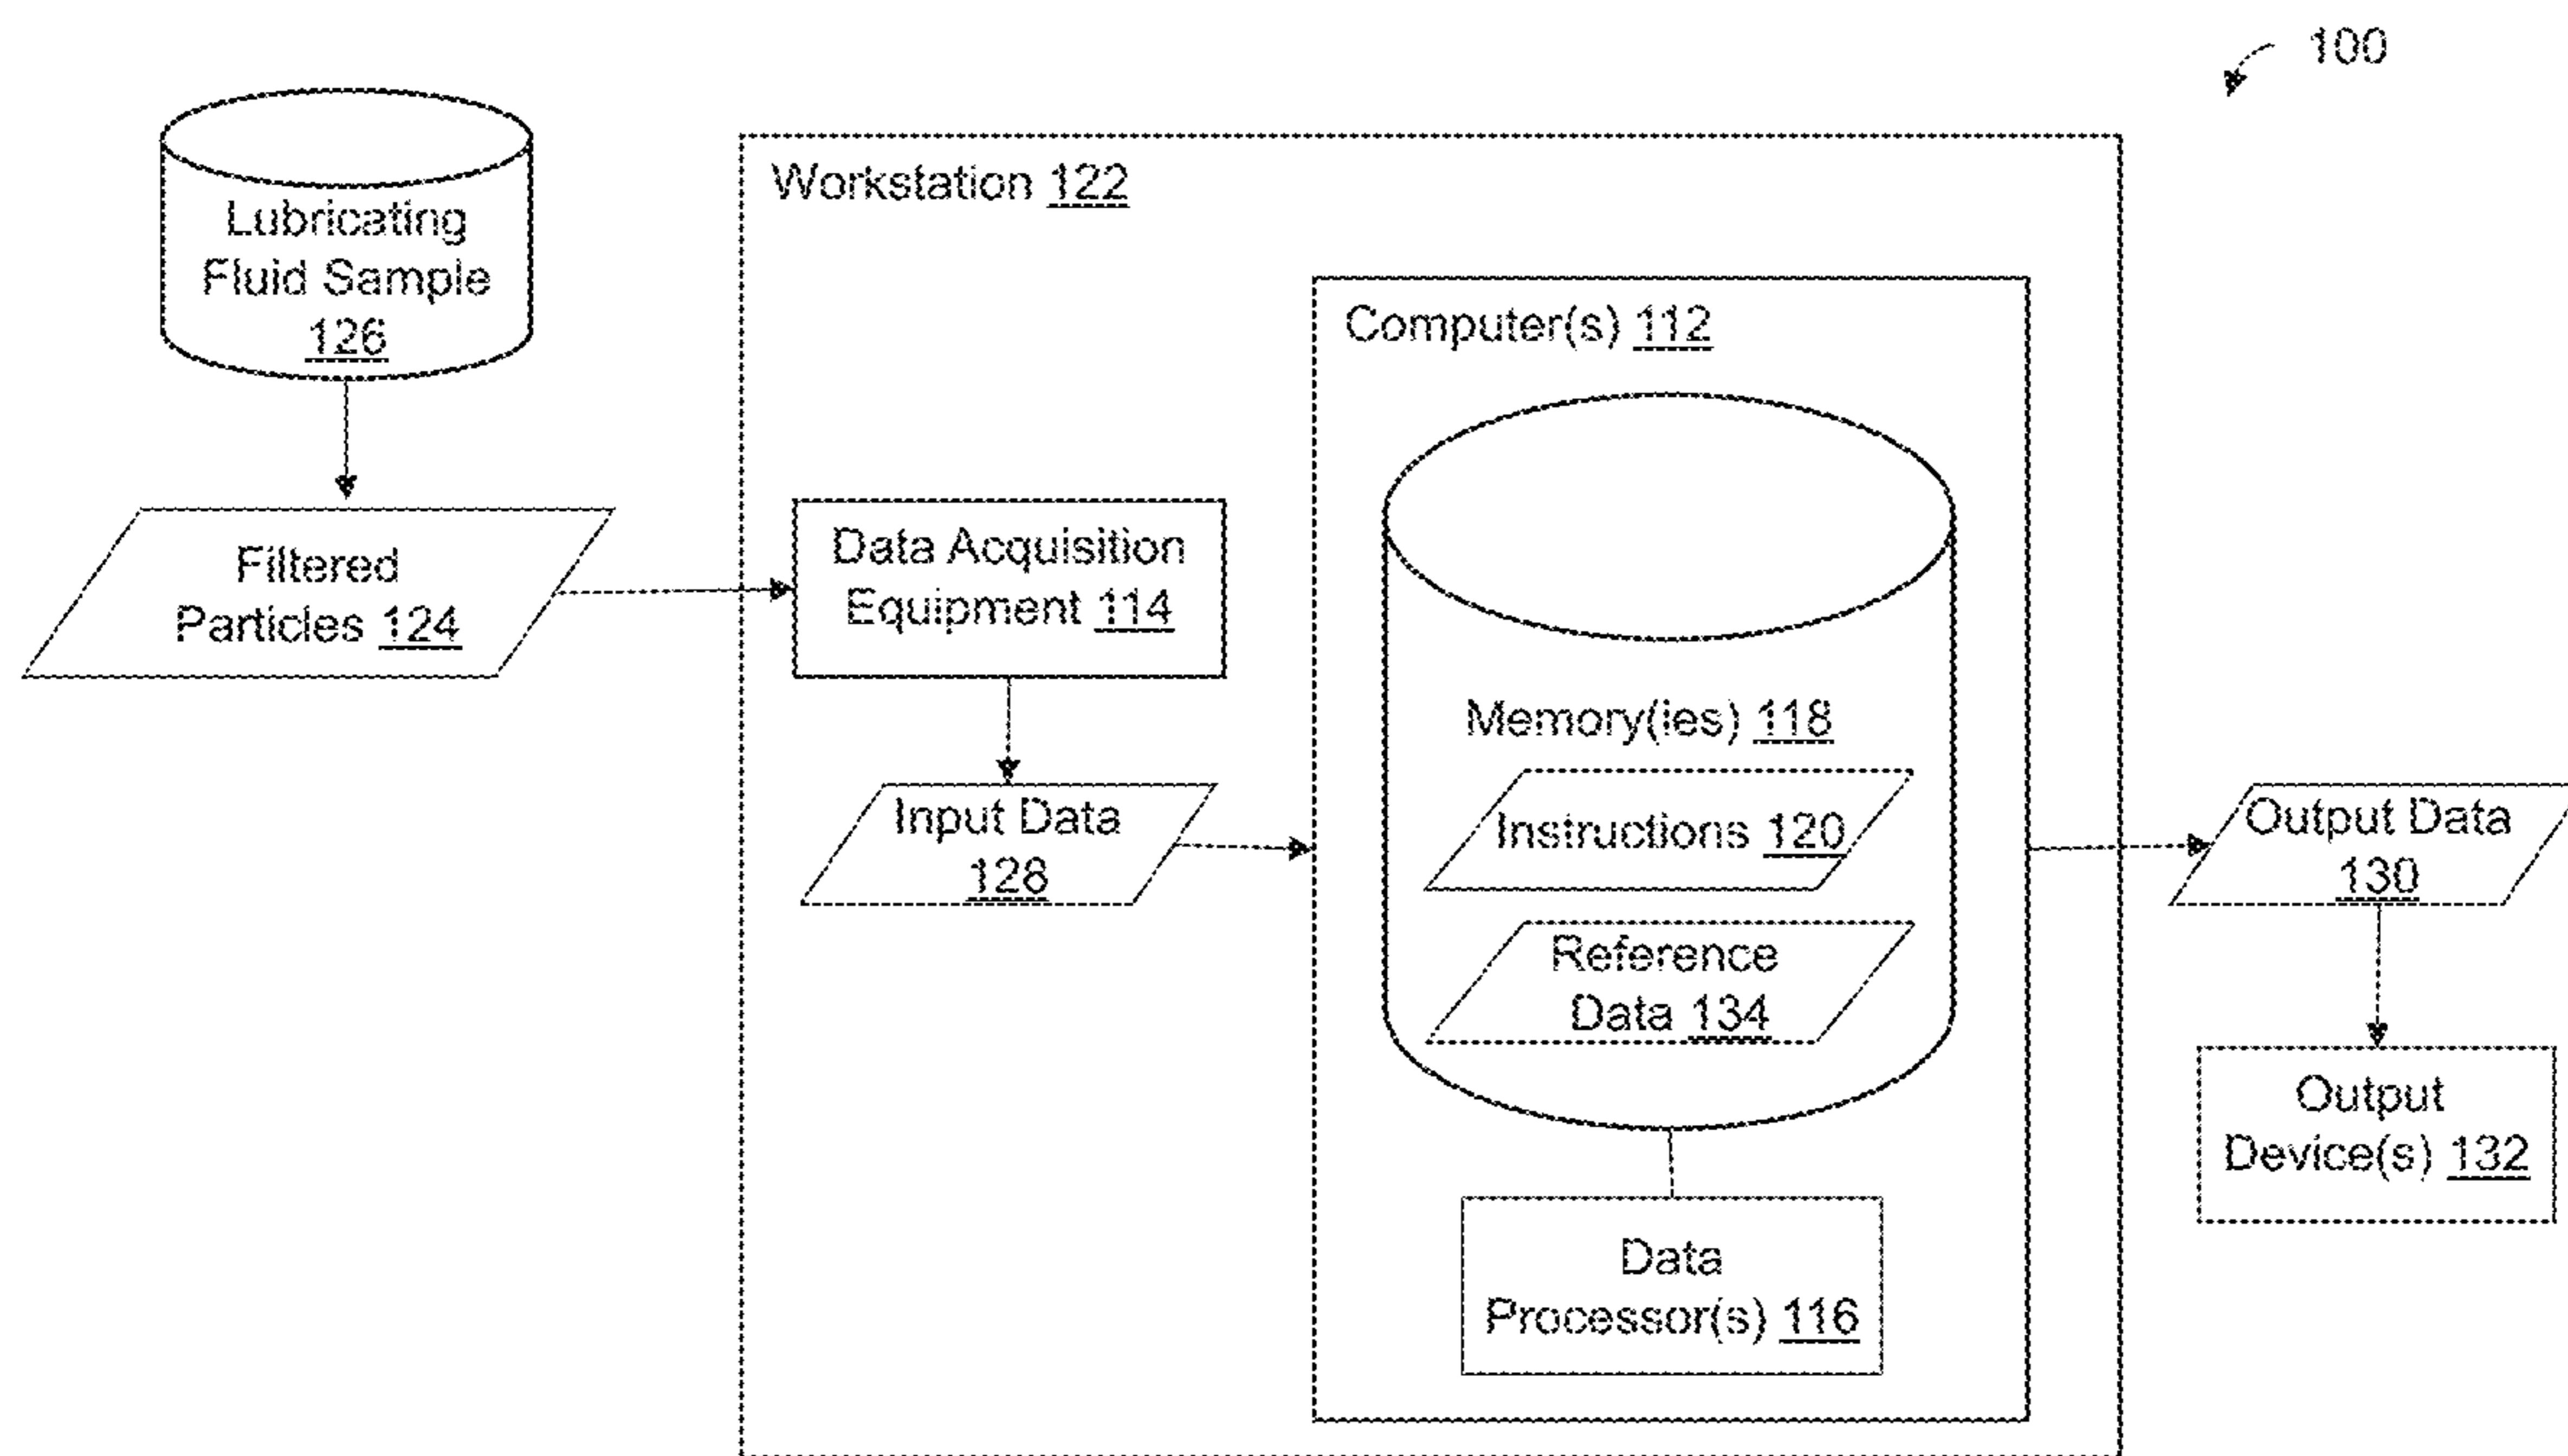 100
Lubricating
Fluid Sample
126
Workstation 122
Computer(s) 112
Filtered
Particles 124
Data Acquisition
Equipment 114
Memory(ies) 118
Input Data
128
Instructions 120
Reference
Data 134
Data
Processor(s) 116
Output Data
130
Output
Device(s) 132